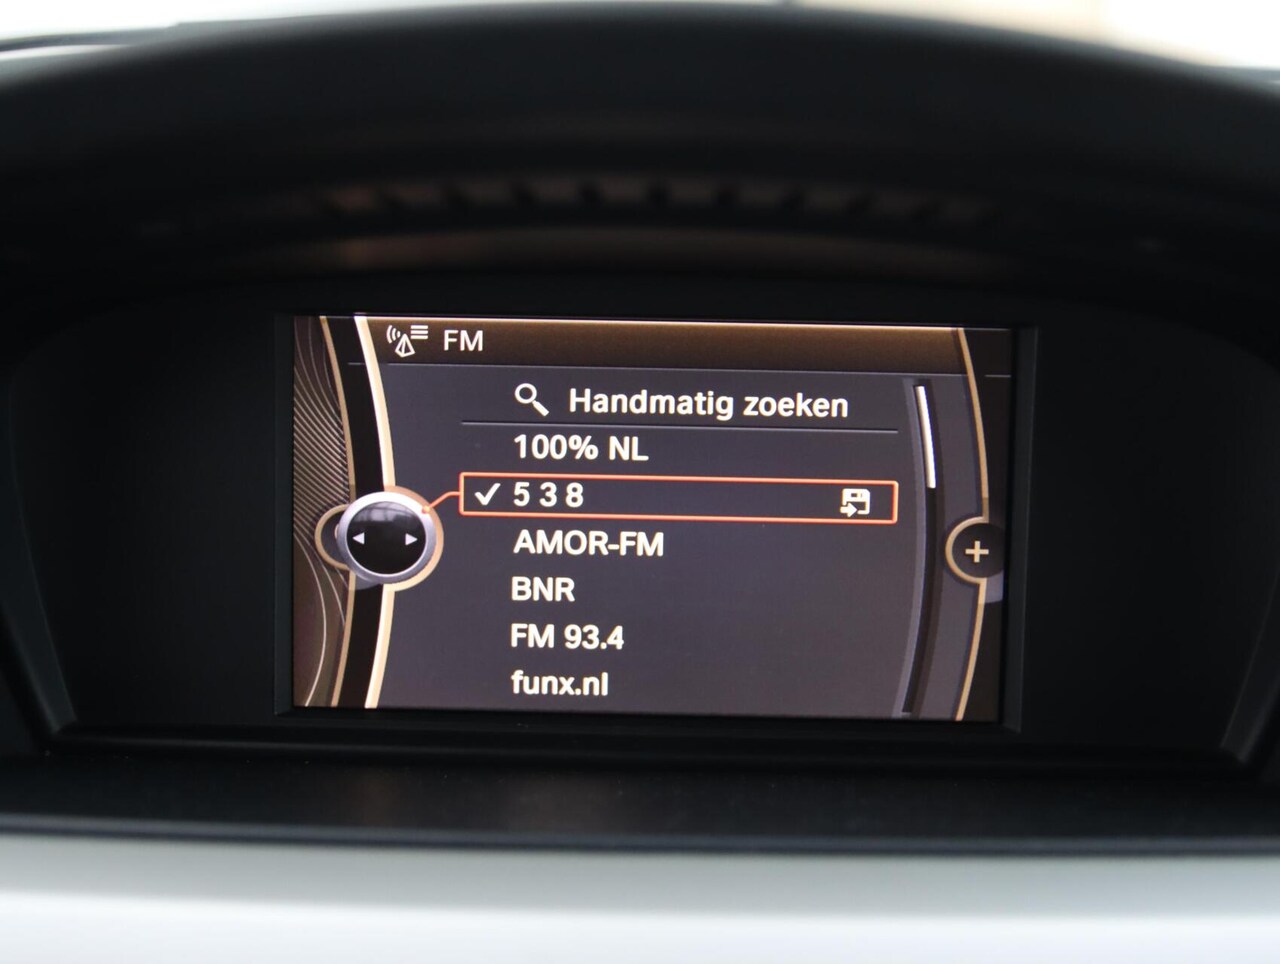 FM
Handmatig zoeken
100% NL
5 3 8
AMOR-FM
BNR
FM 93.4
funx.nl